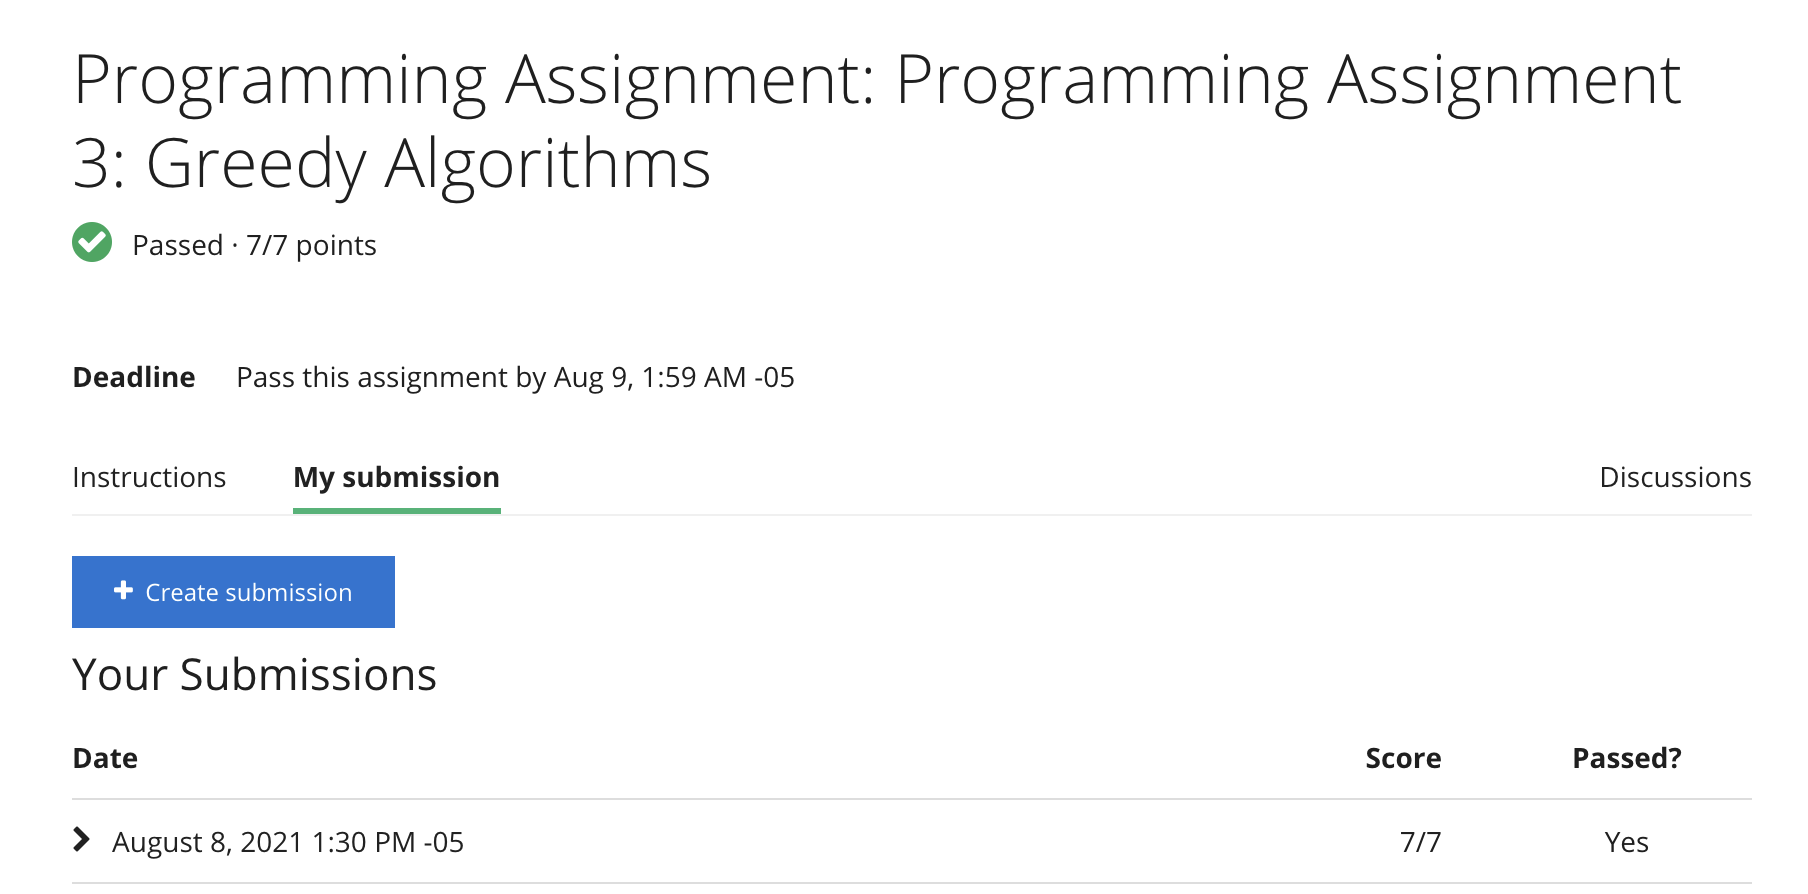 Programming Assignment: Programming Assignment
3: Greedy Algorithms
Passed · 7/7 points
Deadline Pass this assignment by Aug 9, 1:59 AM -05
Instructions My submission Discussions
+ Create submission
Your Submissions
Date Score Passed?
August 8, 2021 1:30 PM -05 7/7 Yes